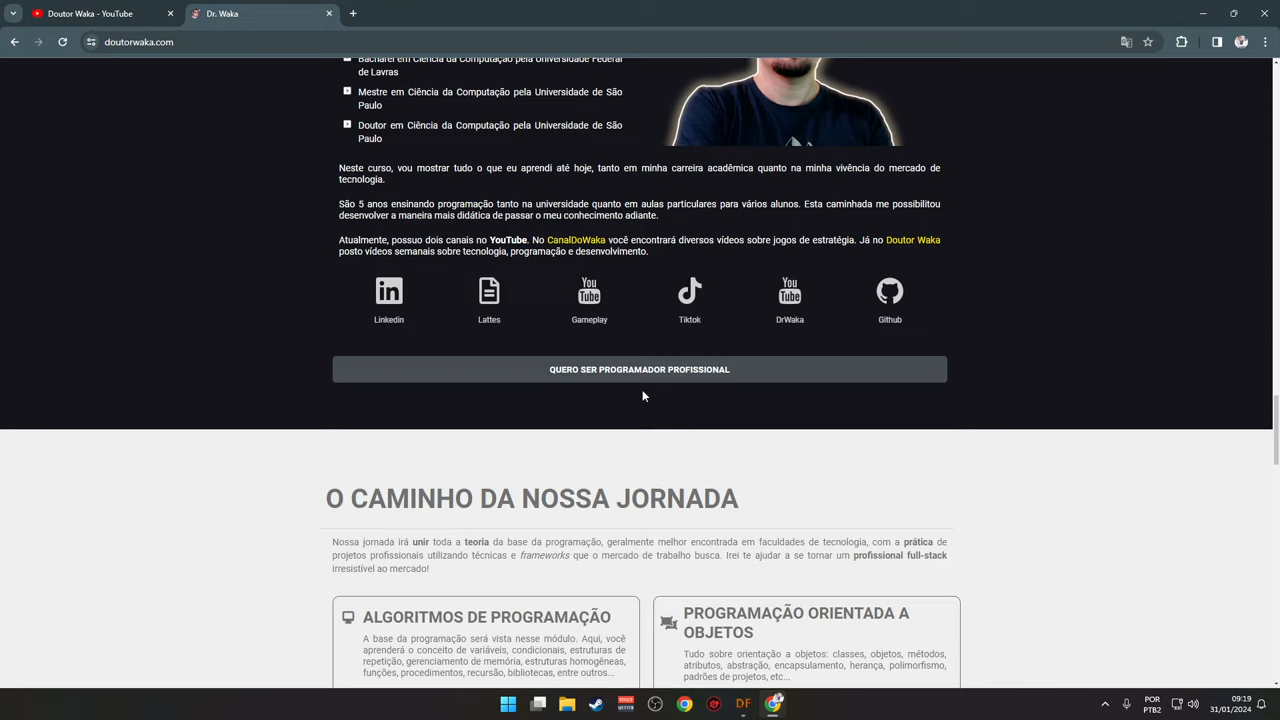 Doutor Waka - YouTube
Dr. Waka
doutorwaka.com
Bacharel em Ciência da Computação pela Universidade Federal
de Lavras
Mestre em Ciência da Computação pela Universidade de São
Paulo
Doutor em Ciência da Computação pela Universidade de São
Paulo
Neste curso, vou mostrar tudo o que eu aprendi até hoje, tanto em minha carreira acadêmica quanto na minha vivência do mercado de
tecnologia.
São 5 anos ensinando programação tanto na universidade quanto em aulas particulares para vários alunos. Esta caminhada me possibilitou
desenvolver a maneira mais didática de passar o meu conhecimento adiante.
Atualmente, possuo dois canais no YouTube. No CanalDoWaka você encontrará diversos vídeos sobre jogos de estratégia. Já no Doutor Waka
posto vídeos semanais sobre tecnologia, programação e desenvolvimento.
in
You
Tube
You
Tube
Linkedin
Lattes
Gameplay
Tiktok
DrWaka
Github
QUERO SER PROGRAMADOR PROFISSIONAL
O CAMINHO DA NOSSA JORNADA
Nossa jornada irá unir toda a teoria da base da programação, geralmente melhor encontrada em faculdades de tecnologia, com a prática de
projetos profissionais utilizando técnicas e frameworks que o mercado de trabalho busca. Irei te ajudar a se tornar um profissional full-stack
irresistível ao mercado!
ALGORITMOS DE PROGRAMAÇÃO
A base da programação será vista nesse módulo. Aqui, você
aprenderá o conceito de variáveis, condicionais, estruturas de
repetição, gerenciamento de memória, estruturas homogêneas,
funções, procedimentos, recursão, bibliotecas, entre outros...
PROGRAMAÇÃO ORIENTADA A
OBJETOS
Tudo sobre orientação a objetos: classes, objetos, métodos,
atributos, abstração, encapsulamento, herança, polimorfismo,
padrões de projetos, etc...
DF
POR
PTB2
09:19
31/01/2024